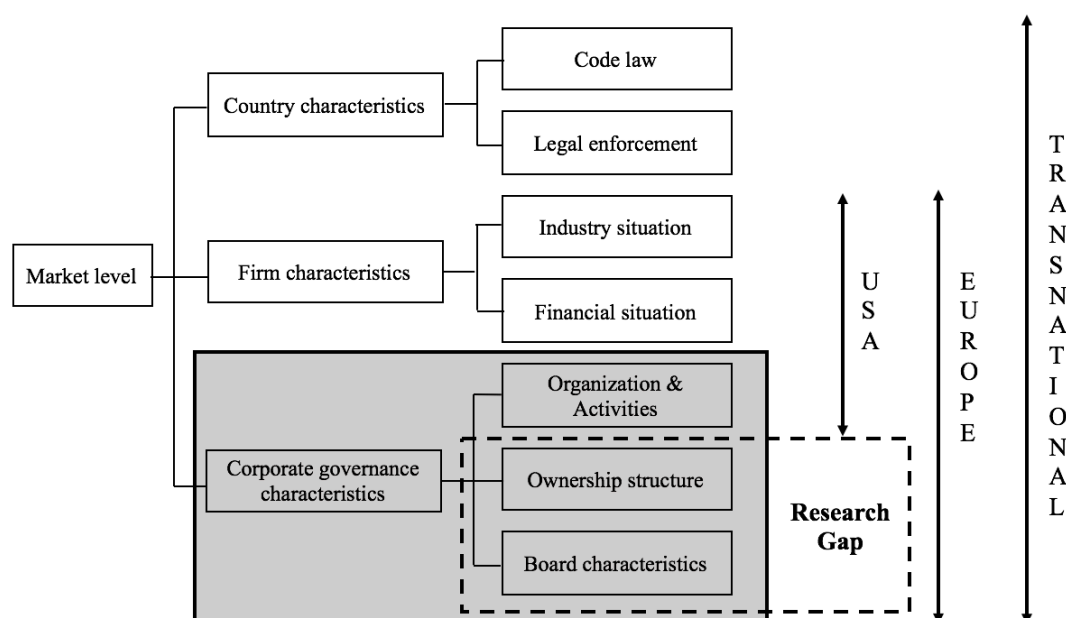 Code law
Country characteristics
Legal enforcement
Industry situation
Market level
Firm characteristics
Financial situation
Organization &
Activities
Corporate governance
characteristics
Ownership structure
Board characteristics
Research
Gap
USA
EUROPE
TRANSNATIONAL